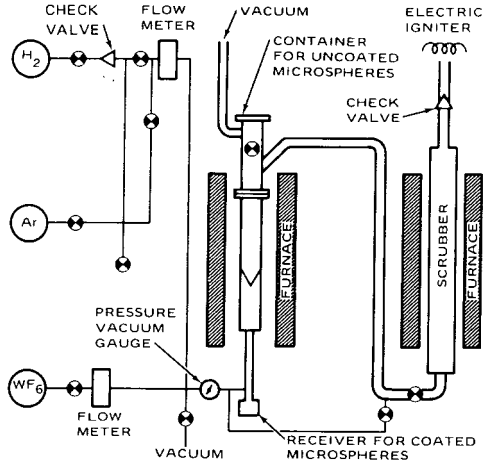 CHECK
VALVE
FLOW
METER
VACUUM
ELECTRIC
IGNITER
H2
CONTAINER
FOR UNCOATED
MICROSPHERES
CHECK
VALVE
Ar
FURNACE
SCRUBBER
FURNACE
PRESSURE
VACUUM
GAUGE
WF6
FLOW
METER
VACUUM
RECEIVER FOR COATED
MICROSPHERES